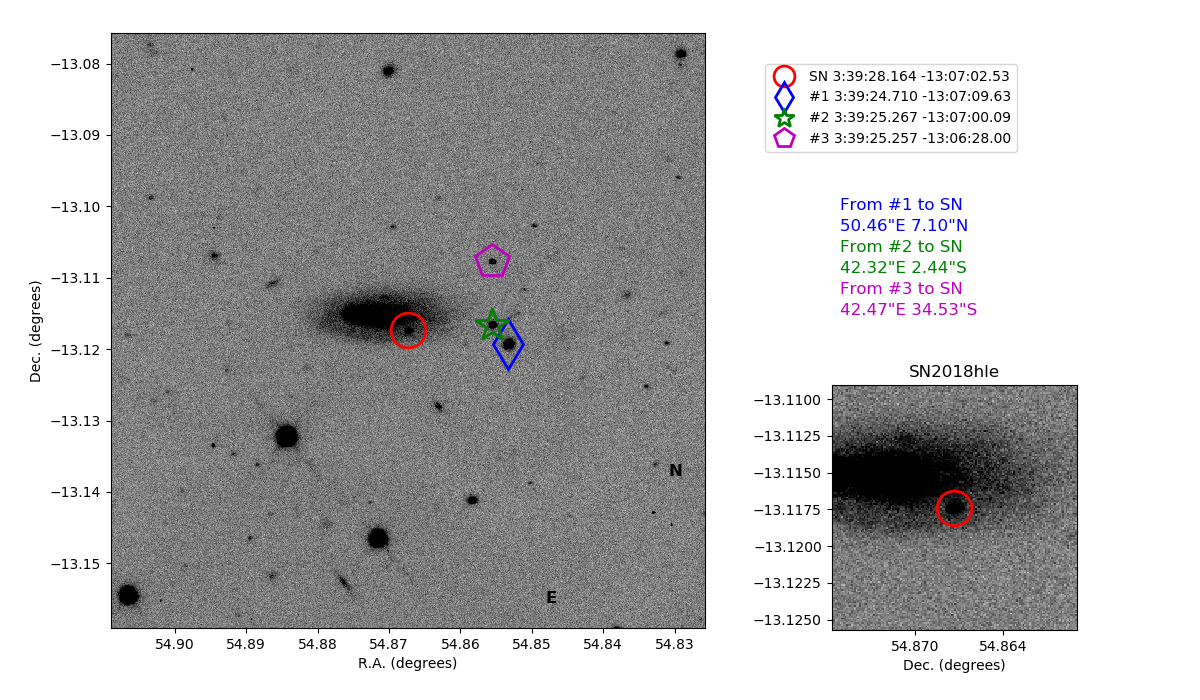 SN 3:39:28.164 -13:07:02.53
#1 3:39:24.710 -13:07:09.63
#2 3:39:25.267 -13:07:00.09
#3 3:39:25.257 -13:06:28.00
From #1 to SN
50.46"E 7.10"N
From #2 to SN
42.32"E 2.44"S
From #3 to SN
42.47"E 34.53"S
−13.08
−13.09
−13.10
−13.11
−13.12
−13.13
−13.14
−13.15
Dec. (degrees)
N
E
54.90 54.89 54.88 54.87 54.86 54.85 54.84 54.83
R.A. (degrees)
SN2018hle
−13.1100
−13.1125
−13.1150
−13.1175
−13.1200
−13.1225
−13.1250
54.870 54.864
Dec. (degrees)